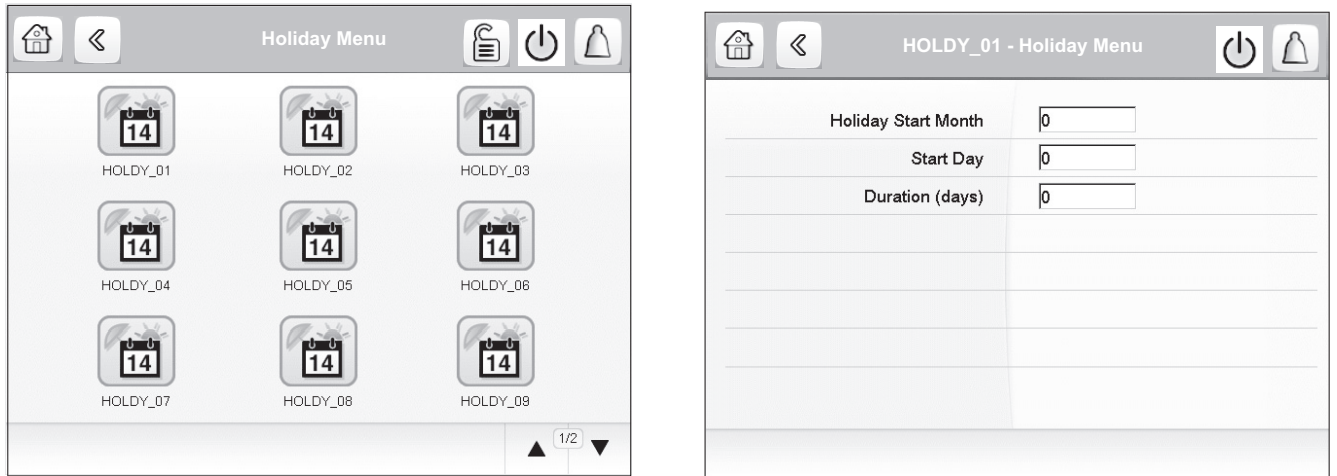 Holiday Menu
14 14 14
HOLDY_01 HOLDY_02 HOLDY_03
14 14 14
HOLDY_04 HOLDY_05 HOLDY_06
14 14 14
HOLDY_07 HOLDY_08 HOLDY_09
1/2
HOLDY_01 - Holiday Menu
Holiday Start Month 0
Start Day 0
Duration (days) 0